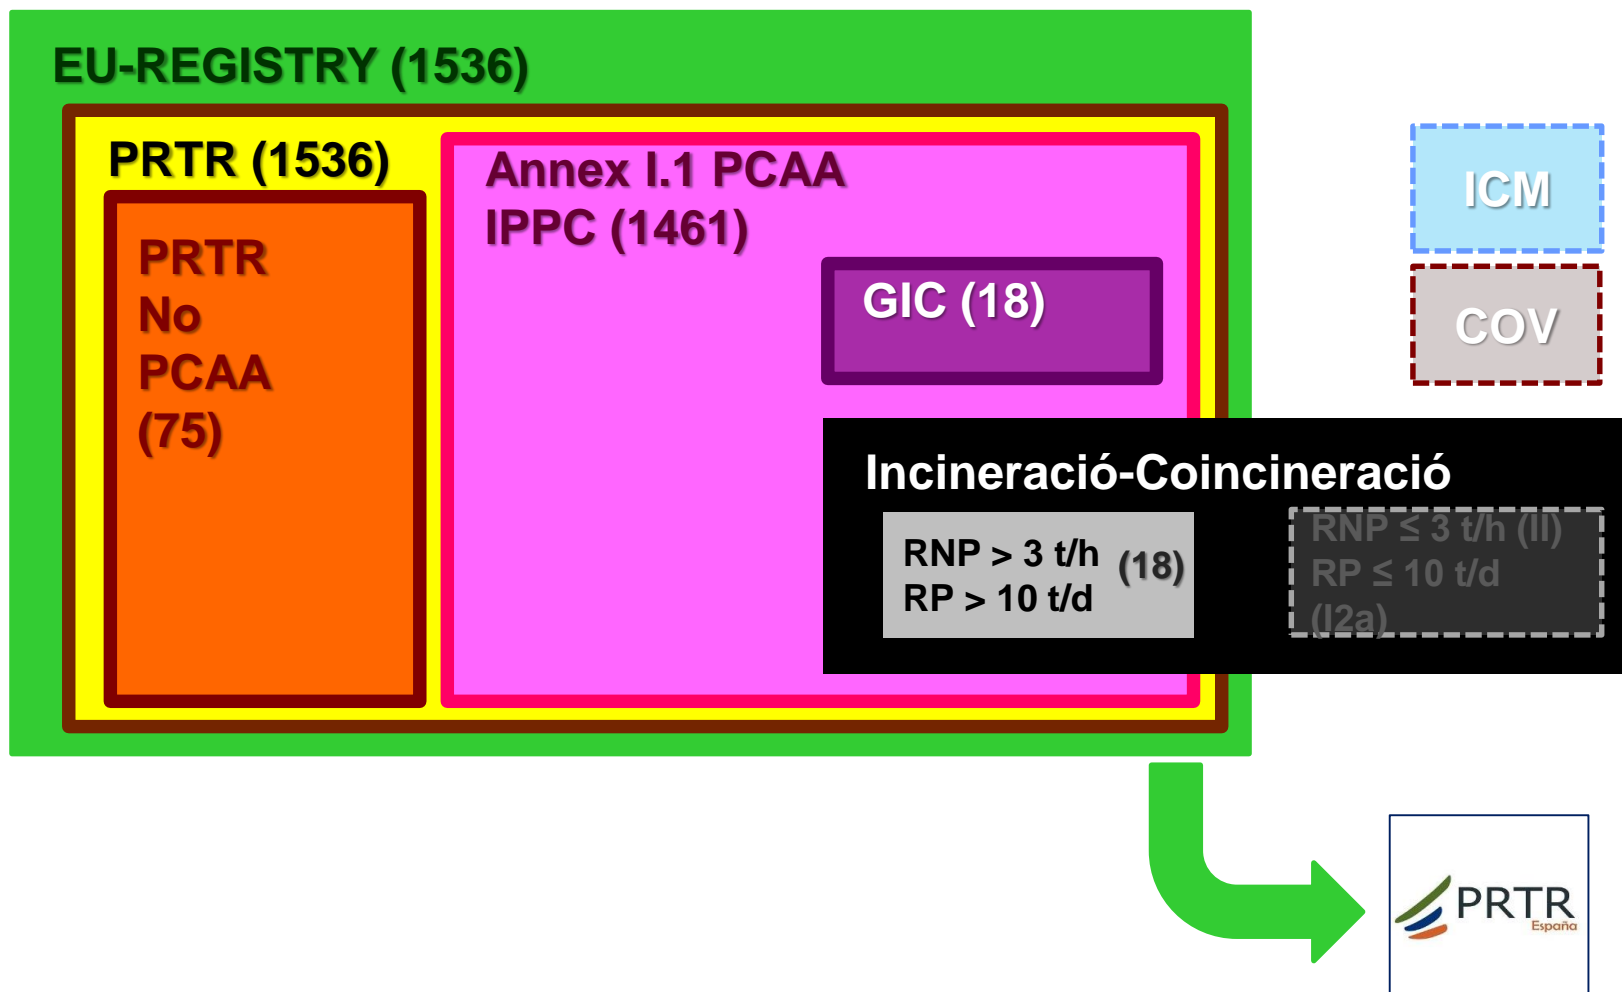 EU-REGISTRY (1536)
PRTR (1536)
PRTR
No
PCAA
(75)
Annex I.1 PCAA
IPPC (1461)
GIC (18)
ICM
COV
Incineració-Coincineració
RNP > 3 t/h (18)
RP > 10 t/d
RNP ≤ 3 t/h (II)
RP ≤ 10 t/d
(I2a)
PRTR
España